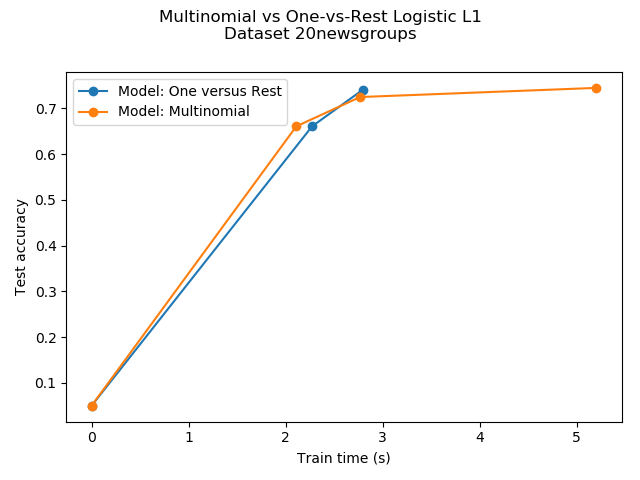 Multinomial vs One-vs-Rest Logistic L1
Dataset 20newsgroups
Model: One versus Rest
Model: Multinomial
Test accuracy
0.7
0.6
0.5
0.4
0.3
0.2
0.1
0
1
2
3
4
5
Train time (s)